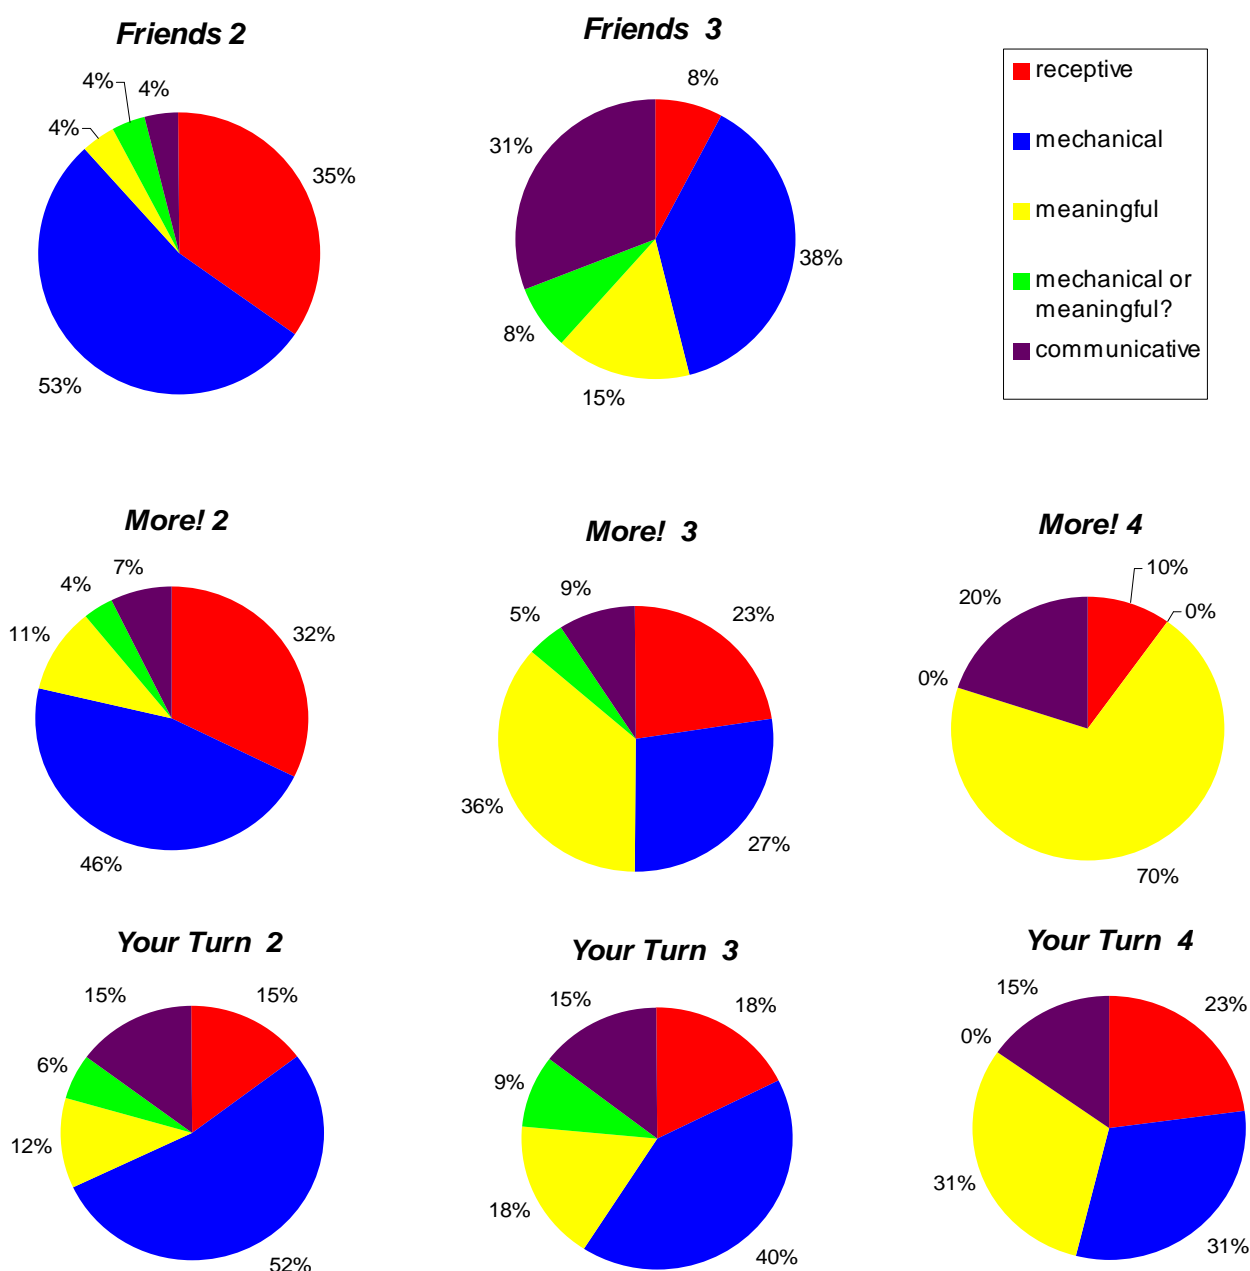 Friends 2
4%
4%
4%
35%
53%
Friends 3
8%
31%
38%
8%
15%
receptive
mechanical
meaningful
mechanical or
meaningful?
communicative
More! 2
7%
4%
11%
32%
46%
More! 3
9%
5%
23%
36%
27%
More! 4
10%
20%
0%
0%
70%
Your Turn 2
15%
15%
6%
12%
52%
Your Turn 3
15%
18%
9%
18%
40%
Your Turn 4
15%
23%
0%
31%
31%